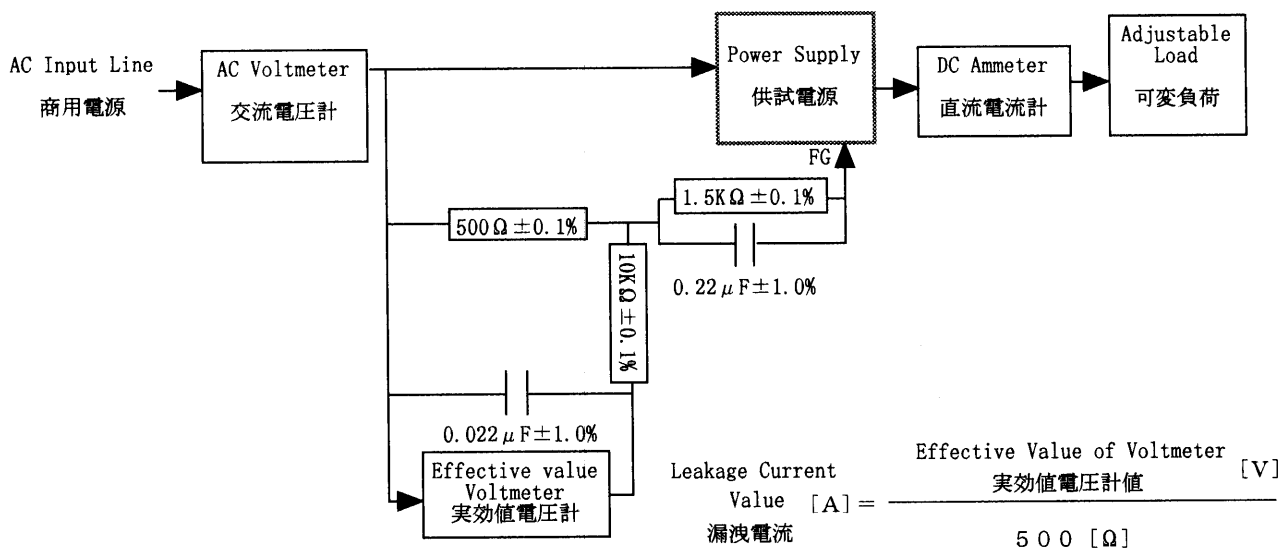 AC Input Line
商用電源
AC Voltmeter
交流電圧計
Power Supply
供試電源
DC Ammeter
直流電流計
Adjustable
Load
可変負荷
FG
1.5KΩ±0.1%
500Ω±0.1%
0.22μF±1.0%
10KΩ±0.1%
0.022μF±1.0%
Effective value
Voltmeter
実効値電圧計
Leakage Current
Value [A]=
漏洩電流
Effective Value of Voltmeter
実効値電圧計値 [V]
500 [Ω]